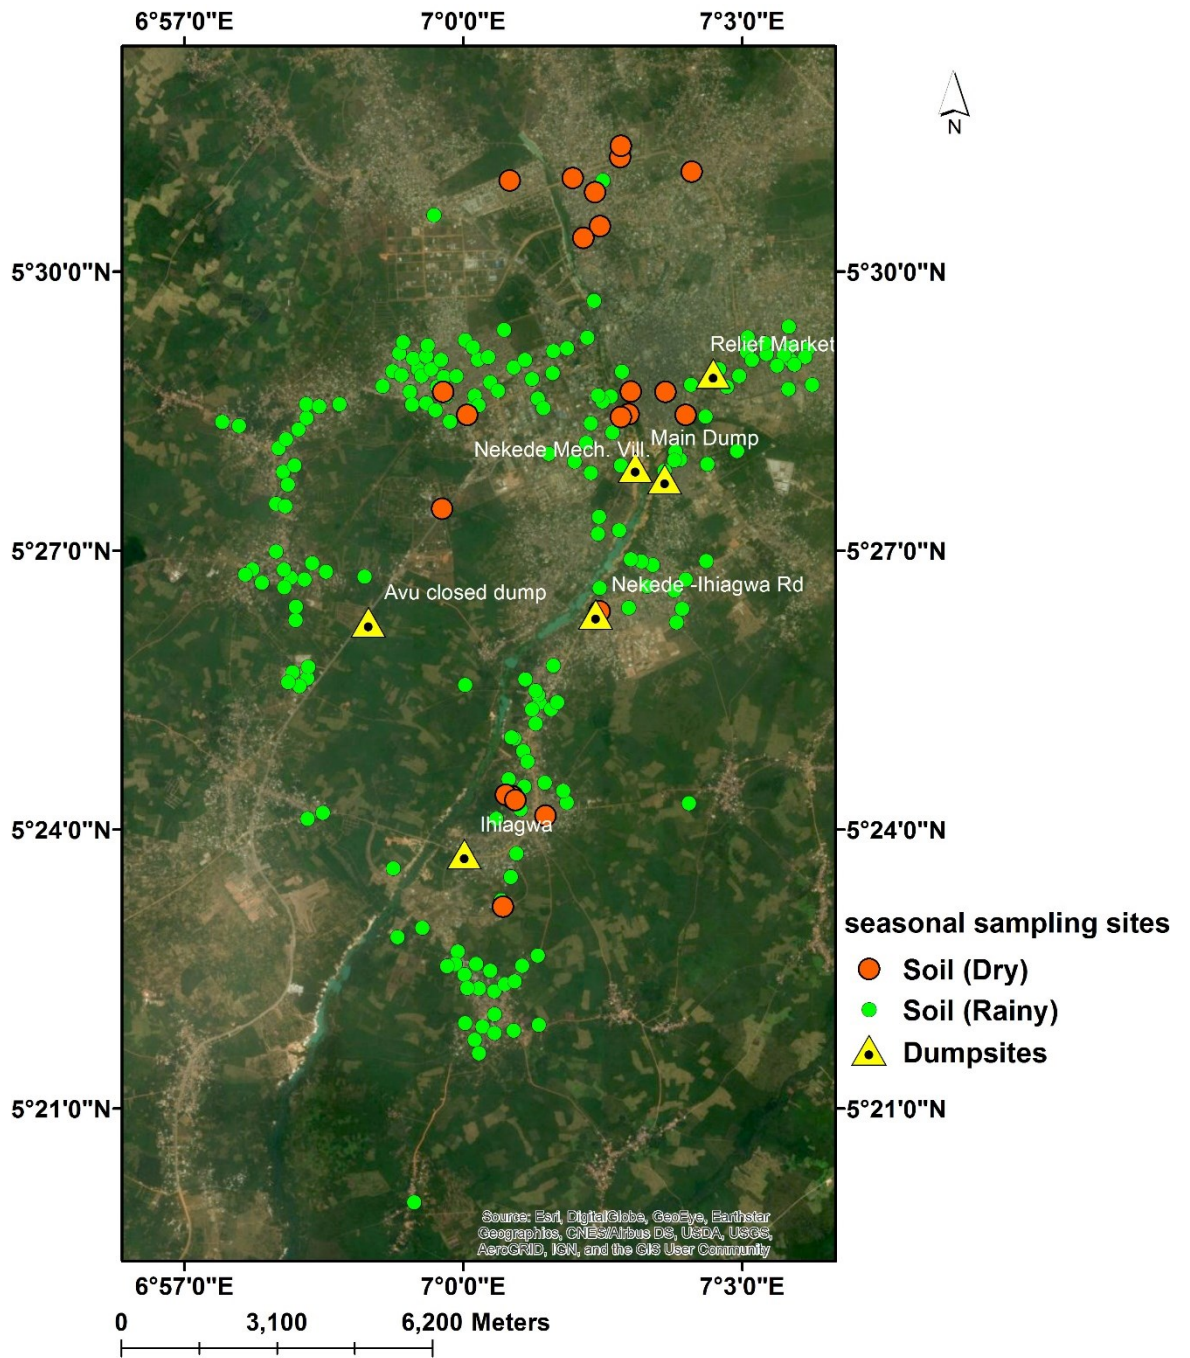 6°57'0"E 7°0'0"E 7°3'0"E
N
5°30'0"N 5°30'0"N
Relief Market
Nekede Mech. Vill. Main Dump
5°27'0"N 5°27'0"N
Nekede -Ihiagwa Rd
Avu closed dump
5°24'0"N 5°24'0"N
Ihiagwa
seasonal sampling sites
Soil (Dry)
Soil (Rainy)
Dumpsites
5°21'0"N 5°21'0"N
Source: Esri, DigitalGlobe, GeoEye, Earthstar
Geographics, CNES/Airbus DS, USDA, USGS,
AeroGRID, IGN, and the GIS User Community
6°57'0"E 7°0'0"E 7°3'0"E
0 3,100 6,200 Meters